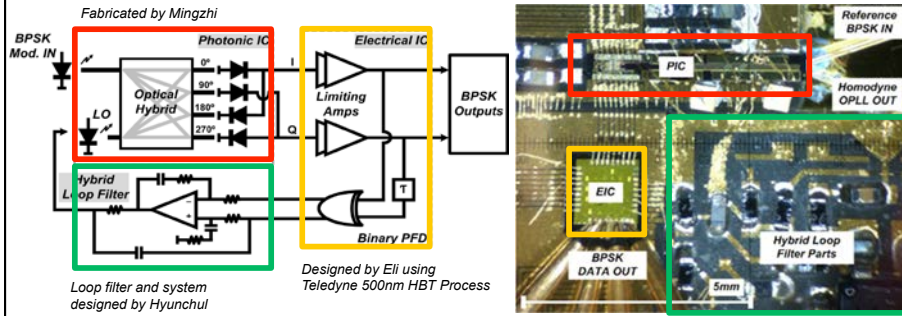 Fabricated by Mingzhi
BPSK
Mod. IN
Photonic IC
Electrical IC
0°
90°
180°
270°
Optical
Hybrid
LO
I
Q
Limiting
Amps
BPSK
Outputs
Hybrid
Loop Filter
−
+
τ
Binary PFD
Loop filter and system
designed by Hyunchul
Designed by Eli using
Teledyne 500nm HBT Process
Reference
BPSK IN
PIC
Homodyne
OPLL OUT
EIC
BPSK
DATA OUT
Hybrid Loop
Filter Parts
5mm